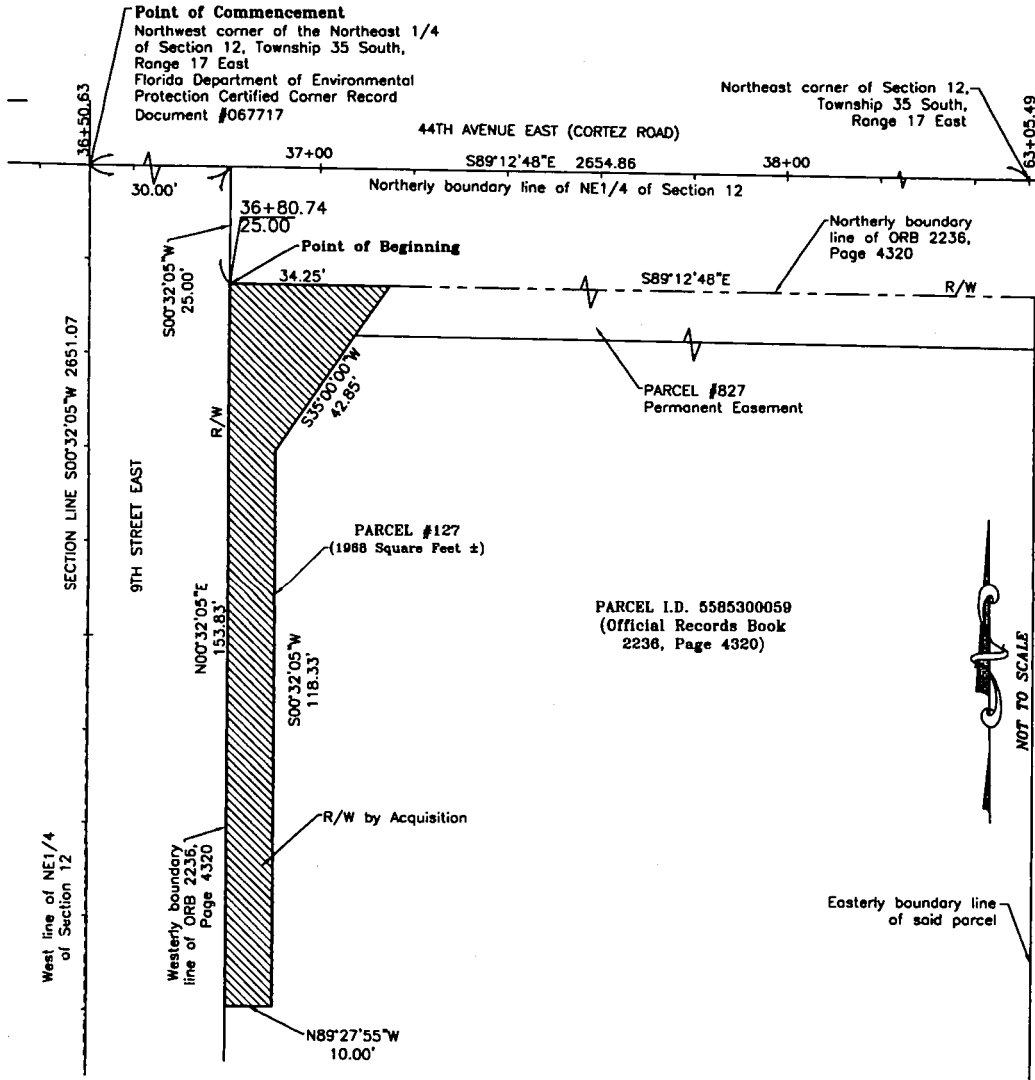 Point of Commencement
Northwest corner of the Northeast 1/4
of Section 12, Township 35 South,
Range 17 East
Florida Department of Environmental
Protection Certified Corner Record
Document #067717
Northeast corner of Section 12,
Township 35 South,
Range 17 East
36+50.63
63+05.49
44TH AVENUE EAST (CORTEZ ROAD)
37+00
S89°12'48"E 2654.86
38+00
30.00'
Northerly boundary line of NE1/4 of Section 12
36+80.74
25.00
Northerly boundary
line of ORB 2236,
Page 4320
Point of Beginning
S00°32'05"W
25.00'
34.25'
S89°12'48"E
R/W
SECTION LINE S00°32'05"W 2651.07
R/W
S35°00'00"W
42.85'
PARCEL #827
Permanent Easement
9TH STREET EAST
PARCEL #127
(1968 Square Feet ±)
N00°32'05"E
153.83'
S00°32'05"W
118.33'
PARCEL I.D. 5585300059
(Official Records Book
2236, Page 4320)
NOT TO SCALE
R/W by Acquisition
West line of NE1/4
of Section 12
Westerly boundary
line of ORB 2236,
Page 4320
Easterly boundary line
of said parcel
N89°27'55"W
10.00'